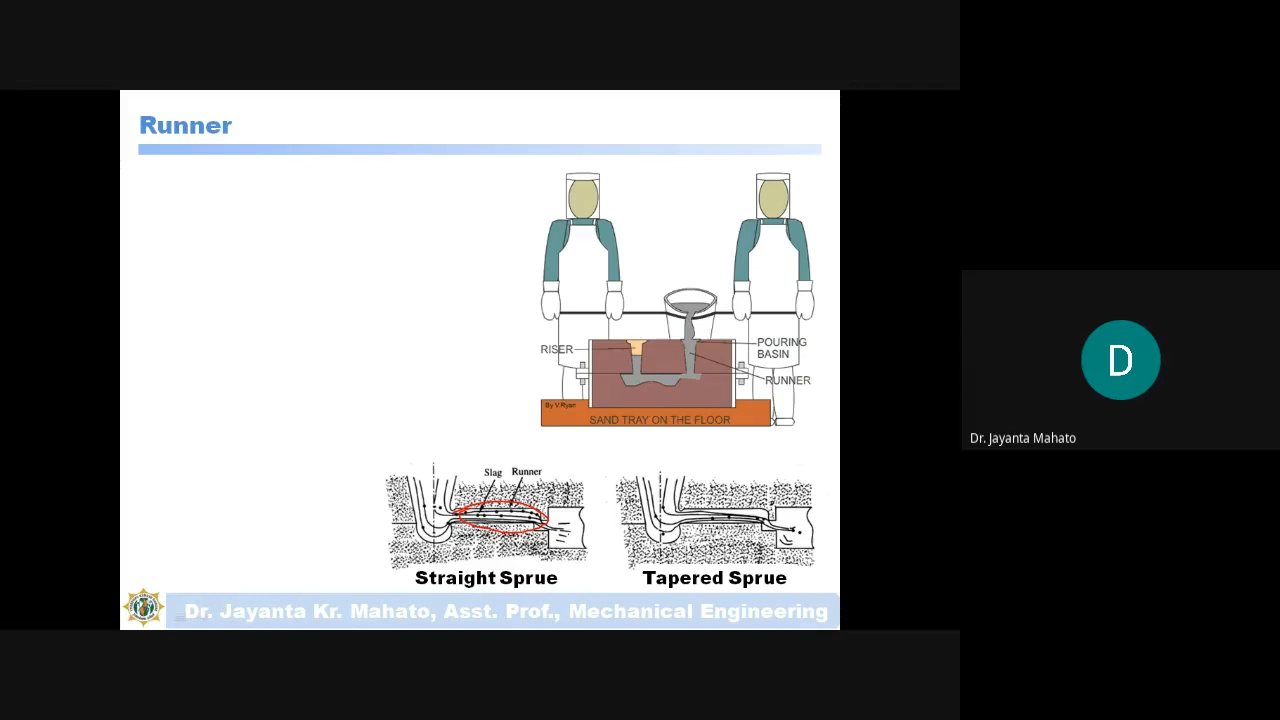 Runner
RISER
POURING
BASIN
RUNNER
By V.Ryan
SAND TRAY ON THE FLOOR
Slag Runner
Straight Sprue
Tapered Sprue
Dr. Jayanta Kr. Mahato, Asst. Prof., Mechanical Engineering
D
Dr. Jayanta Mahato